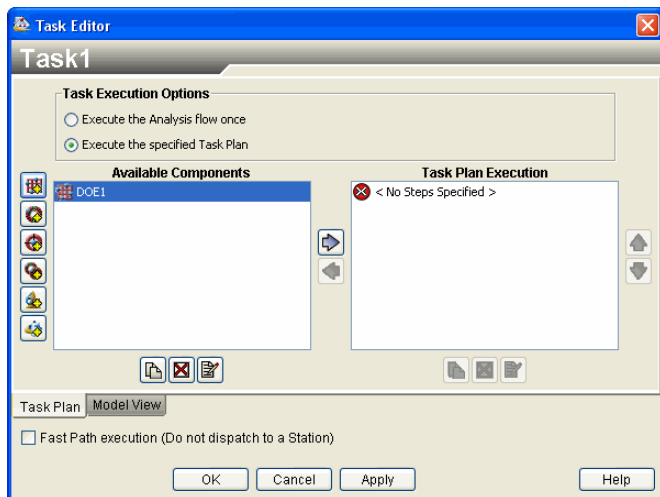 Task Editor
Task1
Task Execution Options
Execute the Analysis flow once
Execute the specified Task Plan
Available Components
Task Plan Execution
DOE1
< No Steps Specified >
Task Plan
Model View
Fast Path execution (Do not dispatch to a Station)
OK
Cancel
Apply
Help